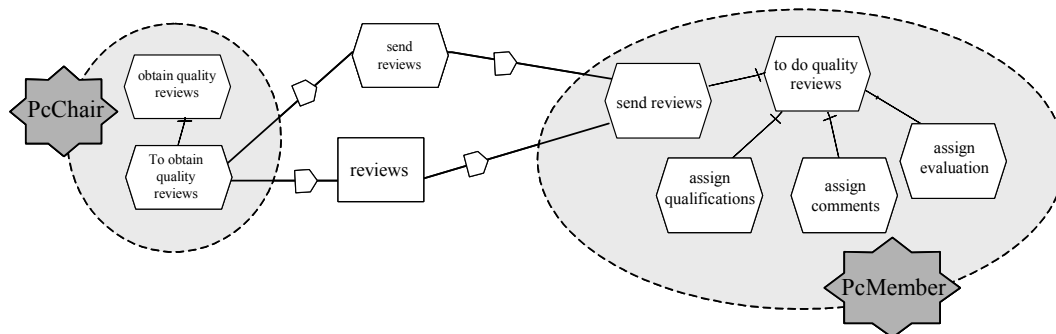 PcChair
obtain quality
reviews
To obtain
quality
reviews
send
reviews
reviews
send reviews
to do quality
reviews
assign
qualifications
assign
comments
assign
evaluation
PcMember